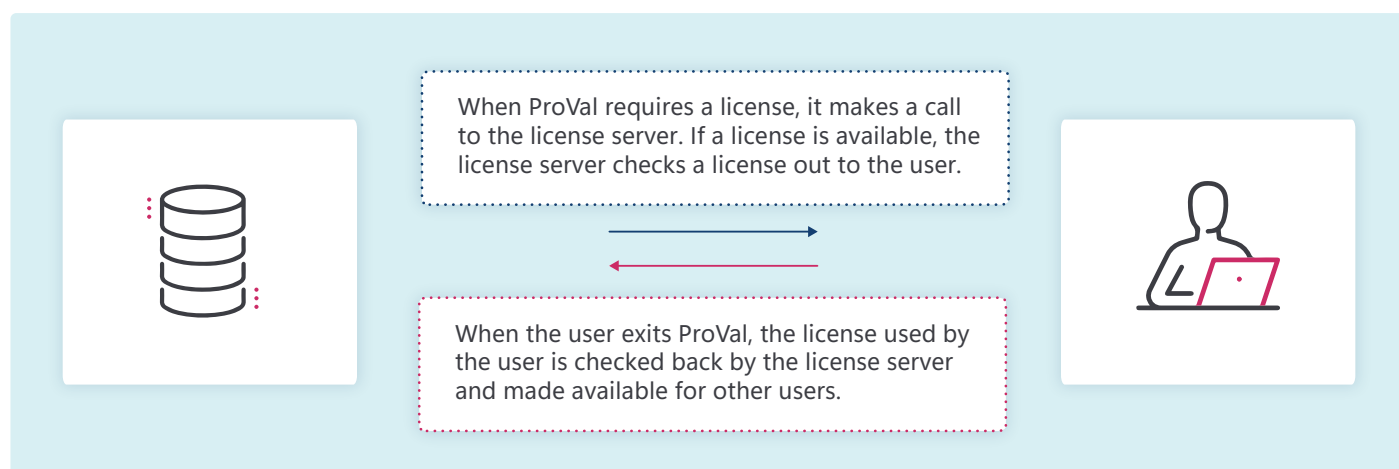 When ProVal requires a license, it makes a call
to the license server. If a license is available, the
license server checks a license out to the user.
When the user exits ProVal, the license used by
the user is checked back by the license server
and made available for other users.